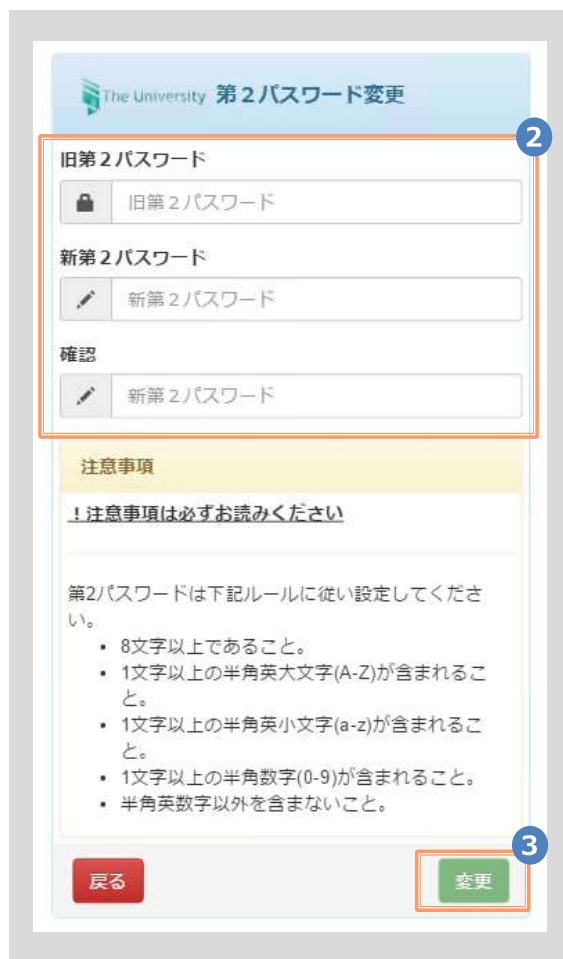 The University 第2パスワード変更
2
旧第2パスワード
旧第2パスワード
新第2パスワード
新第2パスワード
確認
新第2パスワード
注意事項
!注意事項は必ずお読みください
第2パスワードは下記ルールに従い設定してくださ
い。
• 8文字以上であること。
• 1文字以上の半角英大文字(A-Z)が含まれるこ
と。
• 1文字以上の半角英小文字(a-z)が含まれるこ
と。
• 1文字以上の半角数字(0-9)が含まれること。
• 半角英数字以外を含まないこと。
3
戻る 変更